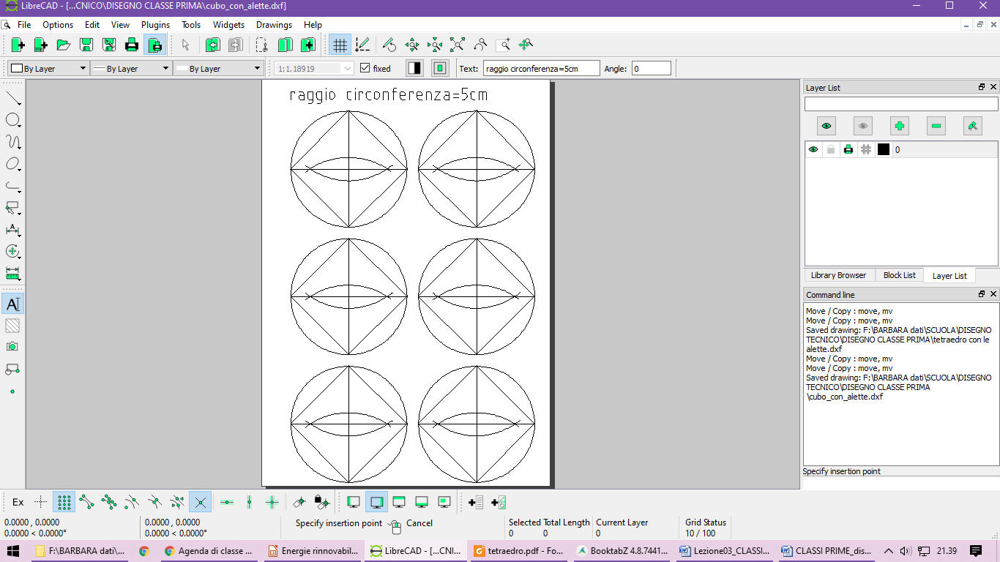 LibreCAD - [...CNICO\DISEGNO CLASSE PRIMA\cubo_con_alette.dxf]
File Options Edit View Plugins Tools Widgets Drawings Help
By Layer By Layer By Layer 1:1.18919 fixed Text: raggio circonferenza=5cm Angle: 0
raggio circonferenza=5cm
Layer List
0
Library Browser Block List Layer List
Command line
Move / Copy : move, mv
Move / Copy : move, mv
Saved drawing: F:\BARBARA dati\SCUOLA\DISEGNO
TECNICO\DISEGNO CLASSE PRIMA\tetraedro con le
alette.dxf
Move / Copy : move, mv
Move / Copy : move, mv
Saved drawing: F:\BARBARA dati\SCUOLA\DISEGNO
TECNICO\DISEGNO CLASSE PRIMA
\cubo_con_alette.dxf
Specify insertion point
Ex
0.0000 , 0.0000 0.0000 , 0.0000 Specify insertion point Cancel Selected Total Length Current Layer Grid Status
0.0000 < 0.0000° 0.0000 < 0.0000° 0 0 0 10 / 100
F:\BARBARA dati\... Agenda di classe ... Energie rinnovabil... LibreCAD - [...CNI... tetraedro.pdf - Fo... BooktabZ 4.8.7441... Lezione03_CLASSI... CLASSI PRIME_dis... 21.39